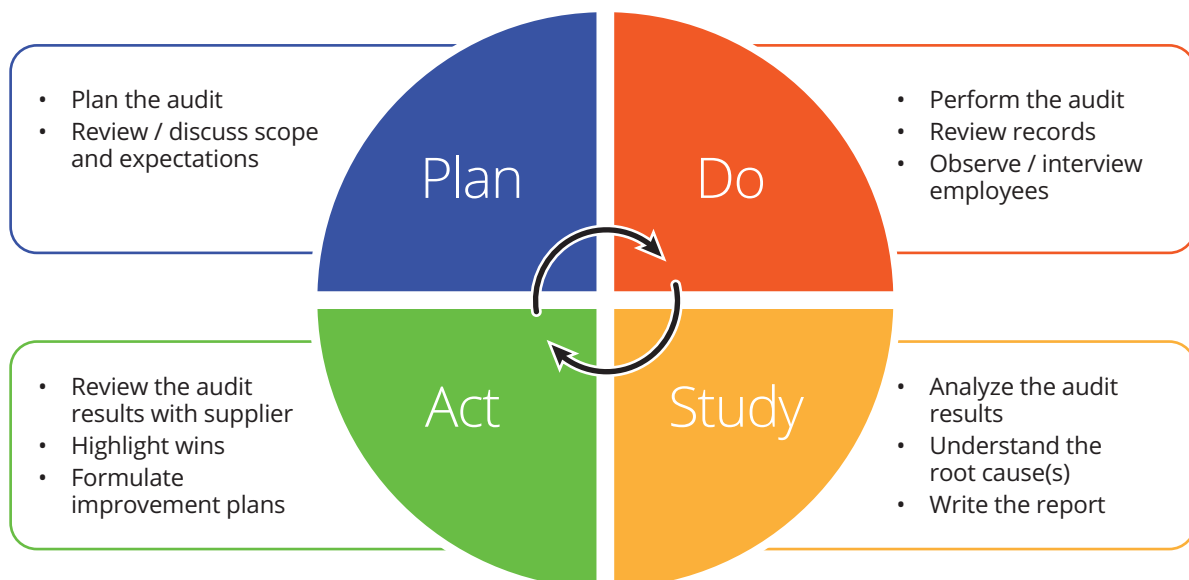 • Plan the audit
• Review / discuss scope
and expectations
Plan
Do
• Perform the audit
• Review records
• Observe / interview
employees
• Review the audit
results with supplier
• Highlight wins
• Formulate
improvement plans
Act
Study
• Analyze the audit
results
• Understand the
root cause(s)
• Write the report